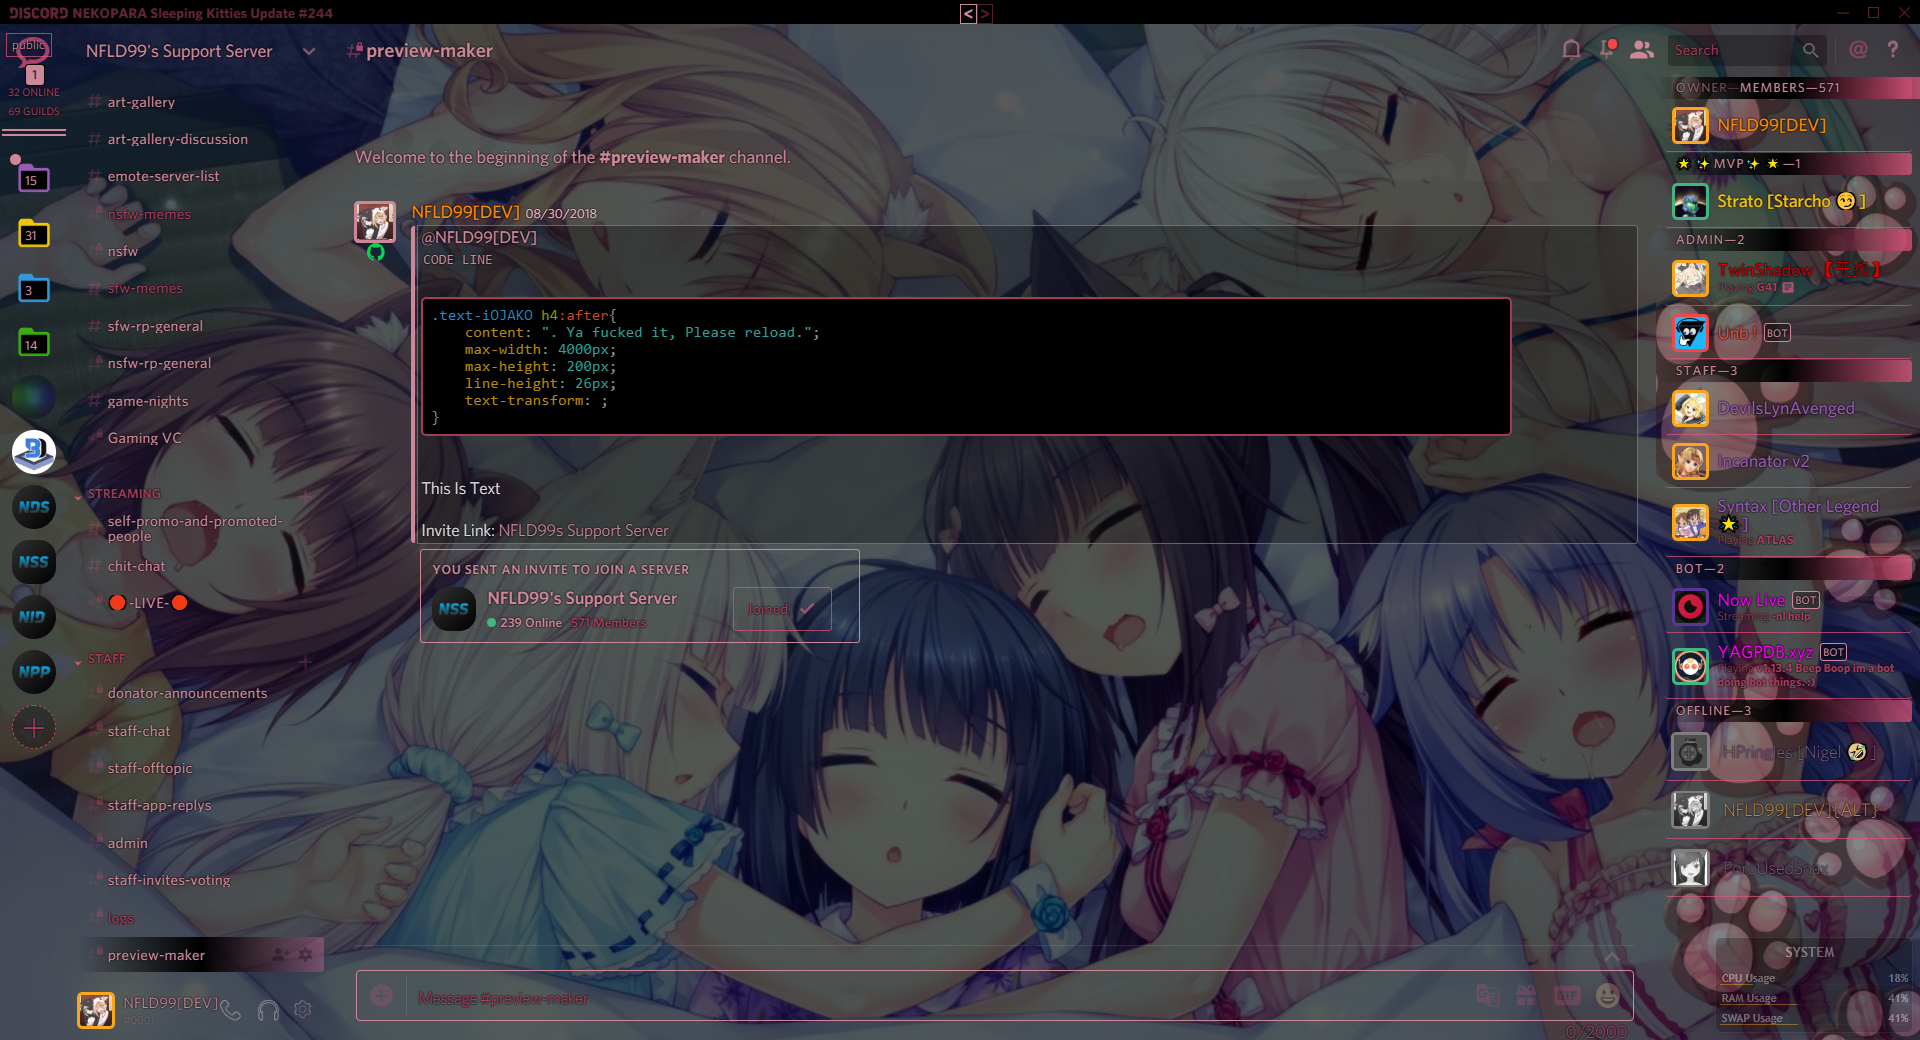 DISCORD NEKOPARA Sleeping Kitties Update #244
< >
public
1
32 ONLINE
69 GUILDS
15
31
3
14
NDS
NSS
NID
NPP
NFLD99's Support Server
art-gallery
art-gallery-discussion
emote-server-list
nsfw-memes
nsfw
sfw-memes
sfw-rp-general
nsfw-rp-general
game-nights
Gaming VC
STREAMING
self-promo-and-promoted-
people
chit-chat
-LIVE-
STAFF
donator-announcements
staff-chat
staff-offtopic
staff-app-replys
admin
staff-invites-voting
logs
preview-maker
NFLD99[DEV]
#0001
# preview-maker
Search
Welcome to the beginning of the #preview-maker channel.
NFLD99[DEV] 08/30/2018
@NFLD99[DEV]
CODE LINE
.text-iOJAKO h4:after{
content: ". Ya fucked it, Please reload.";
max-width: 4000px;
max-height: 200px;
line-height: 26px;
text-transform: ;
}
This Is Text
Invite Link: NFLD99s Support Server
YOU SENT AN INVITE TO JOIN A SERVER
NSS
NFLD99's Support Server
239 Online 571 Members
Joined
Message #preview-maker
GIF
0/2000
OWNER—MEMBERS—571
NFLD99[DEV]
MVP —1
Strato [Starcho 😏]
ADMIN—2
TwinShadow
Playing G41
Unb ! BOT
STAFF—3
DevilsLynAvenged
Incanator v2
Syntax [Other Legend
]
Playing ATLAS
BOT—2
Now Live BOT
Streaming -nl help
YAGPDB.xyz BOT
Playing v1.13.4 Beep Boop im a bot
doing bot things. :)
OFFLINE—3
HPringles [Nigel 🤣]
NFLD99[DEV]{ALT}
SYSTEM
CPU Usage 18%
RAM Usage 41%
SWAP Usage 41%